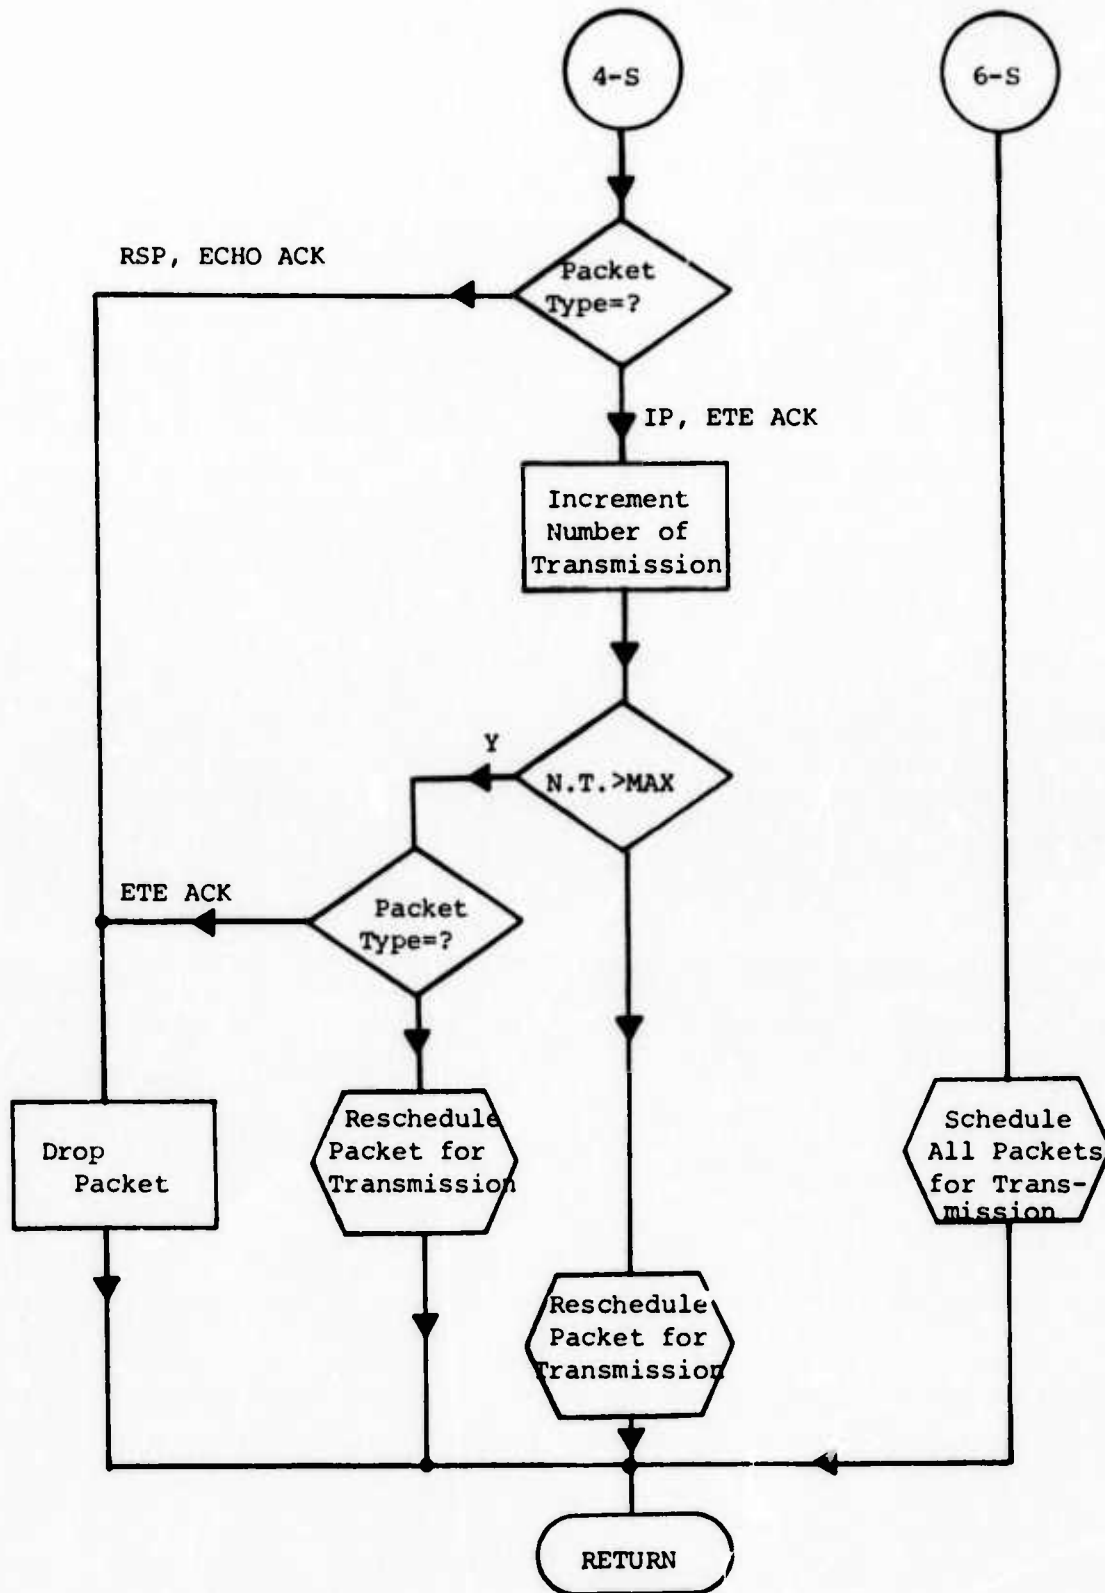 4-S
6-S
RSP, ECHO ACK
Packet
Type=?
IP, ETE ACK
Increment
Number of
Transmission
Y
N.T.>MAX
ETE ACK
Packet
Type=?
Drop
Packet
Reschedule
Packet for
Transmission
Schedule
All Packets
for Trans-
mission
Reschedule
Packet for
Transmission
RETURN